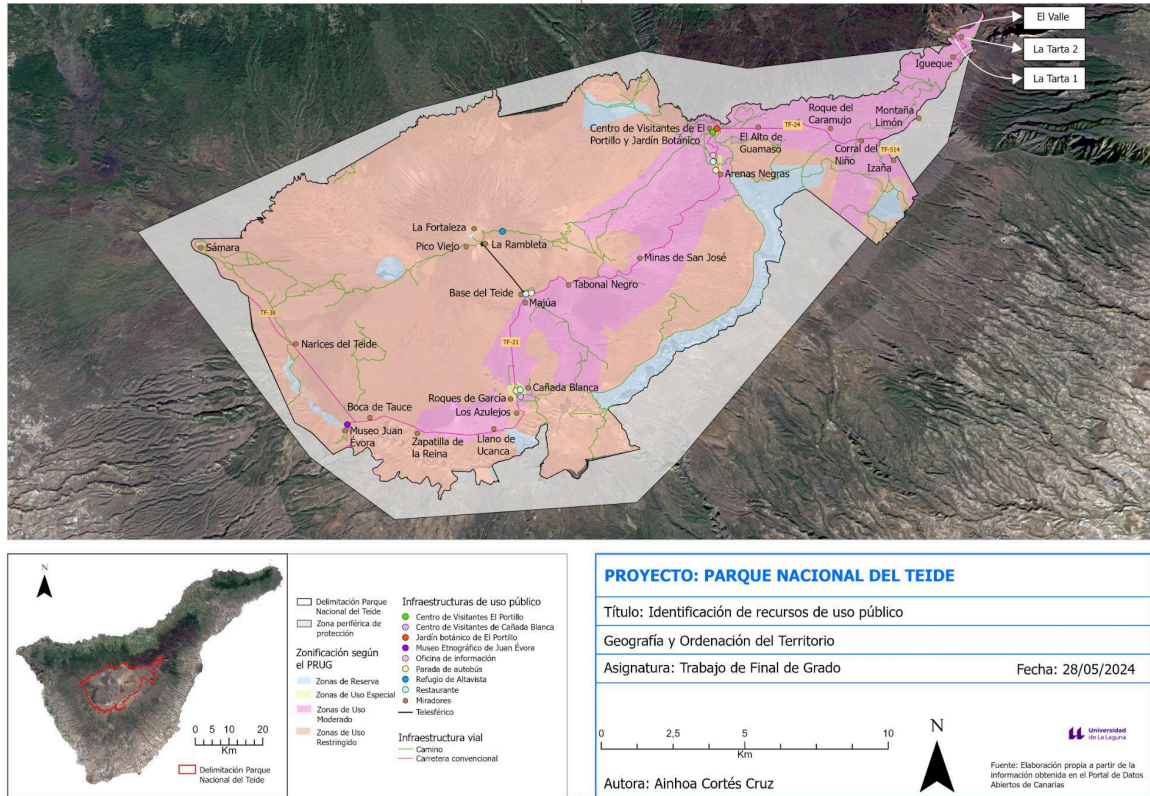 El Valle
La Tarta 2
Igueque
La Tarta 1
Roque del
Caramujo
Montaña
Limón
Centro de Visitantes de El
Portillo y Jardín Botánico
TF-24
El Alto de
Guamaso
Corral del
Niño
TF-514
Izaña
Arenas Negras
La Fortaleza
Pico Viejo
La Rambleta
Sámara
Minas de San José
Tabonal Negro
Base del Teide
Majúa
TF-38
TF-21
Narices del Teide
Cañada Blanca
Roques de García
Boca de Tauce
Los Azulejos
Museo Juan
Évora
Zapatilla de
la Reina
Llano de
Ucanca
N
0 5 10 20
Km
Delimitación Parque
Nacional del Teide
Delimitación Parque
Nacional del Teide
Zona periférica de
protección
Zonificación según
el PRUG
Zonas de Reserva
Zonas de Uso Especial
Zonas de Uso
Moderado
Zonas de Uso
Restringido
Infraestructuras de uso público
Centro de Visitantes El Portillo
Centro de Visitantes de Cañada Blanca
Jardín botánico de El Portillo
Museo Etnográfico de Juan Évora
Oficina de información
Parada de autobús
Refugio de Altavista
Restaurante
Miradores
Telesférico
Infraestructura vial
Camino
Carretera convencional
PROYECTO: PARQUE NACIONAL DEL TEIDE
Título: Identificación de recursos de uso público
Geografía y Ordenación del Territorio
Asignatura: Trabajo de Final de Grado Fecha: 28/05/2024
0 5 10
Km
N
Universidad
de La Laguna
Autora: Ainhoa Cortés Cruz
Fuente: Elaboración propia a partir de la
información obtenida en el Portal de Datos
Abiertos de Canarias